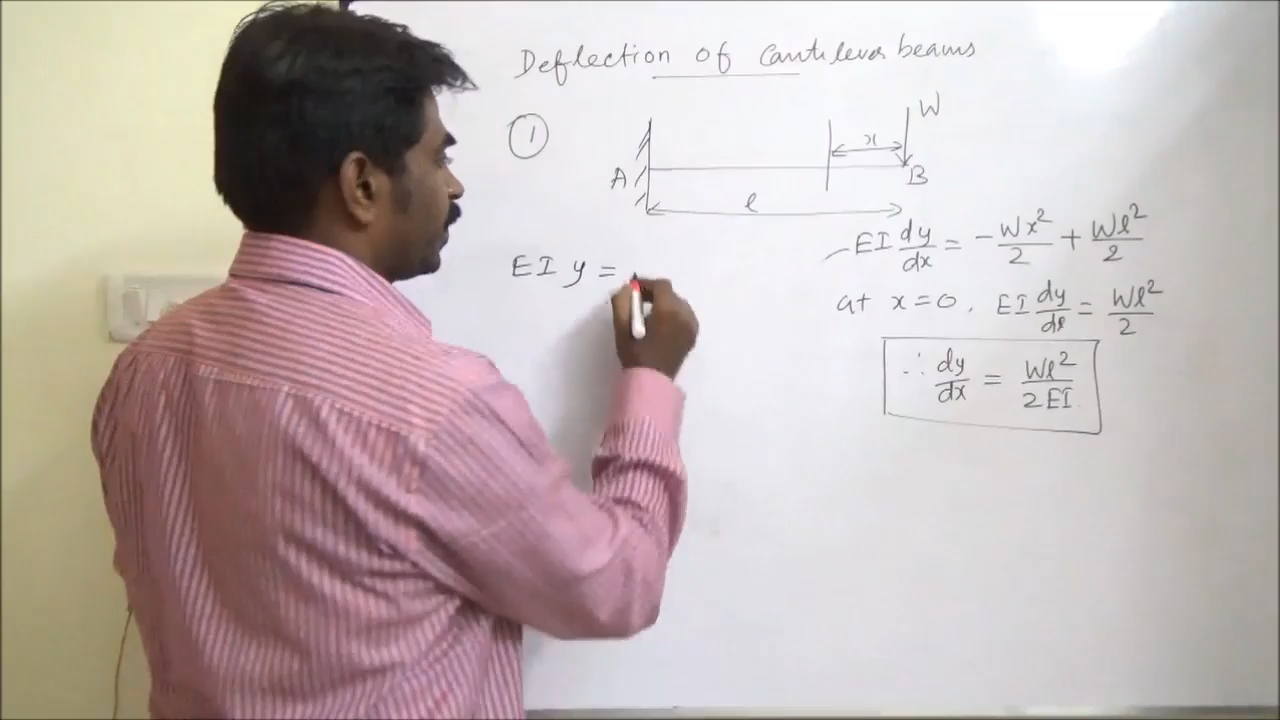 Deflection of Cantilever beams
①
W
x
A
B
l
EI dy/dx = -Wx²/2 + Wl²/2
EI y =
at x=0, EI dy/dx = Wl²/2
∴ dy/dx = Wl²/2EI